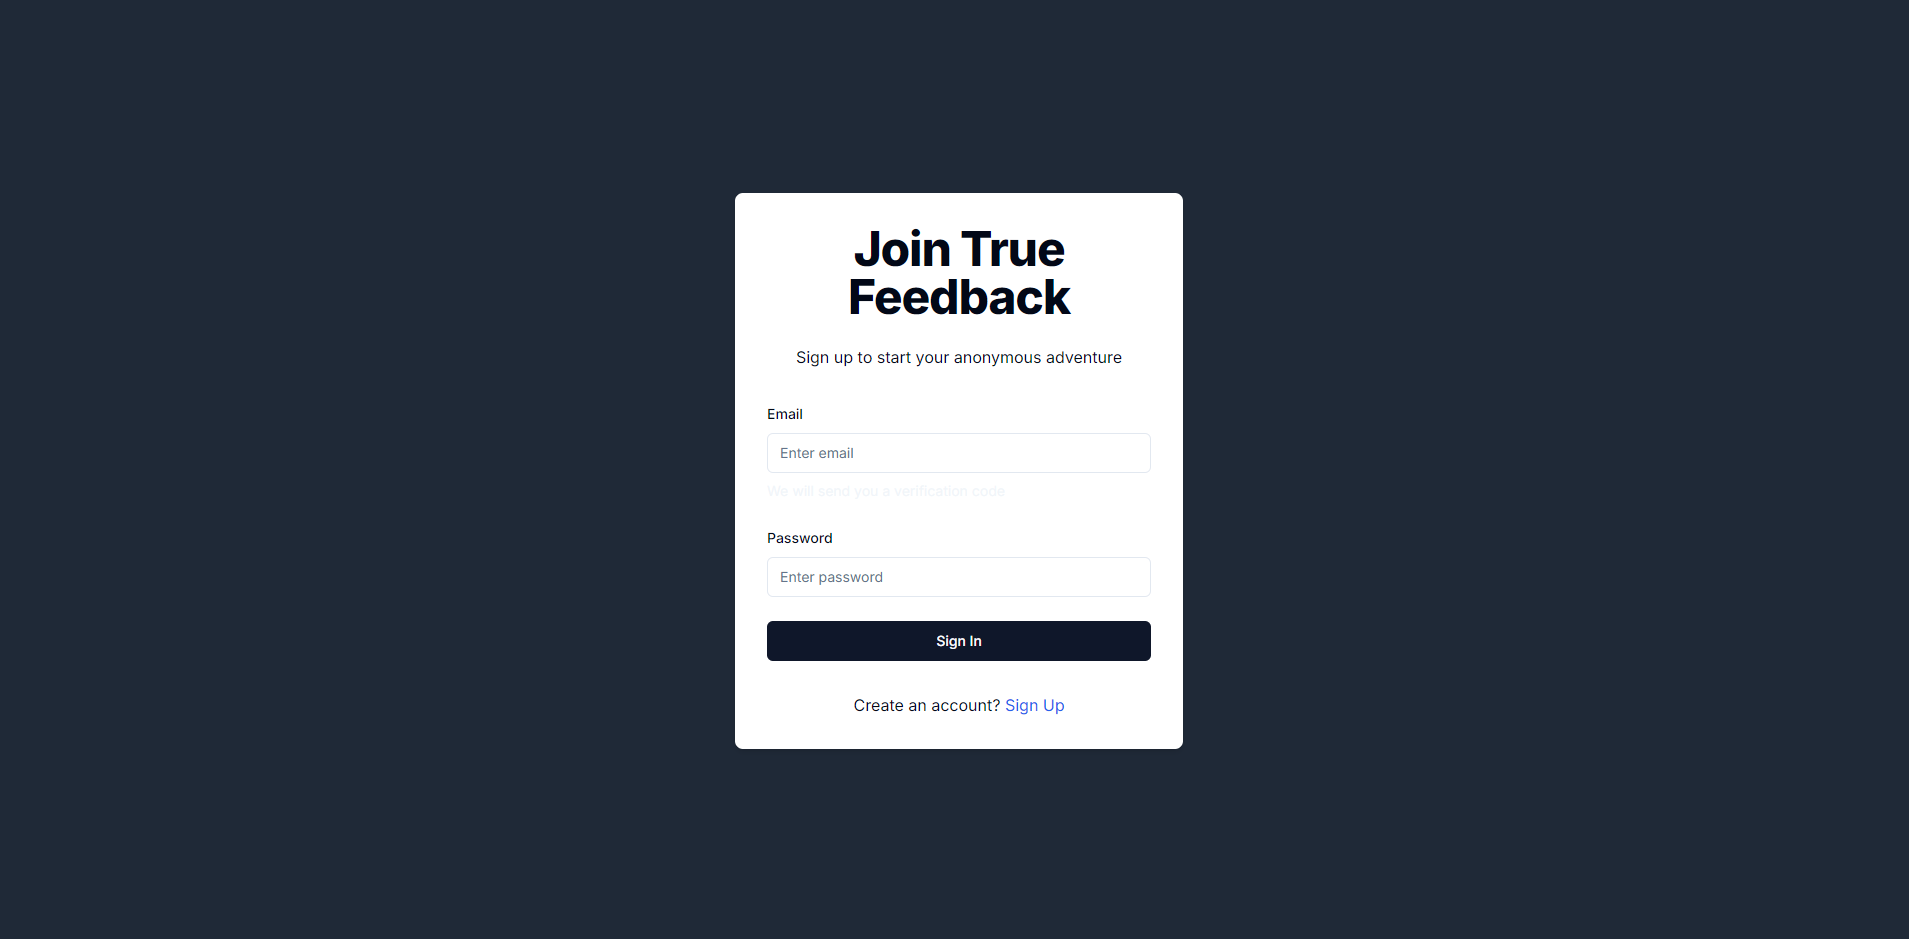 Join True
Feedback
Sign up to start your anonymous adventure
Email
Enter email
We will send you a verification code
Password
Enter password
Sign In
Create an account? Sign Up